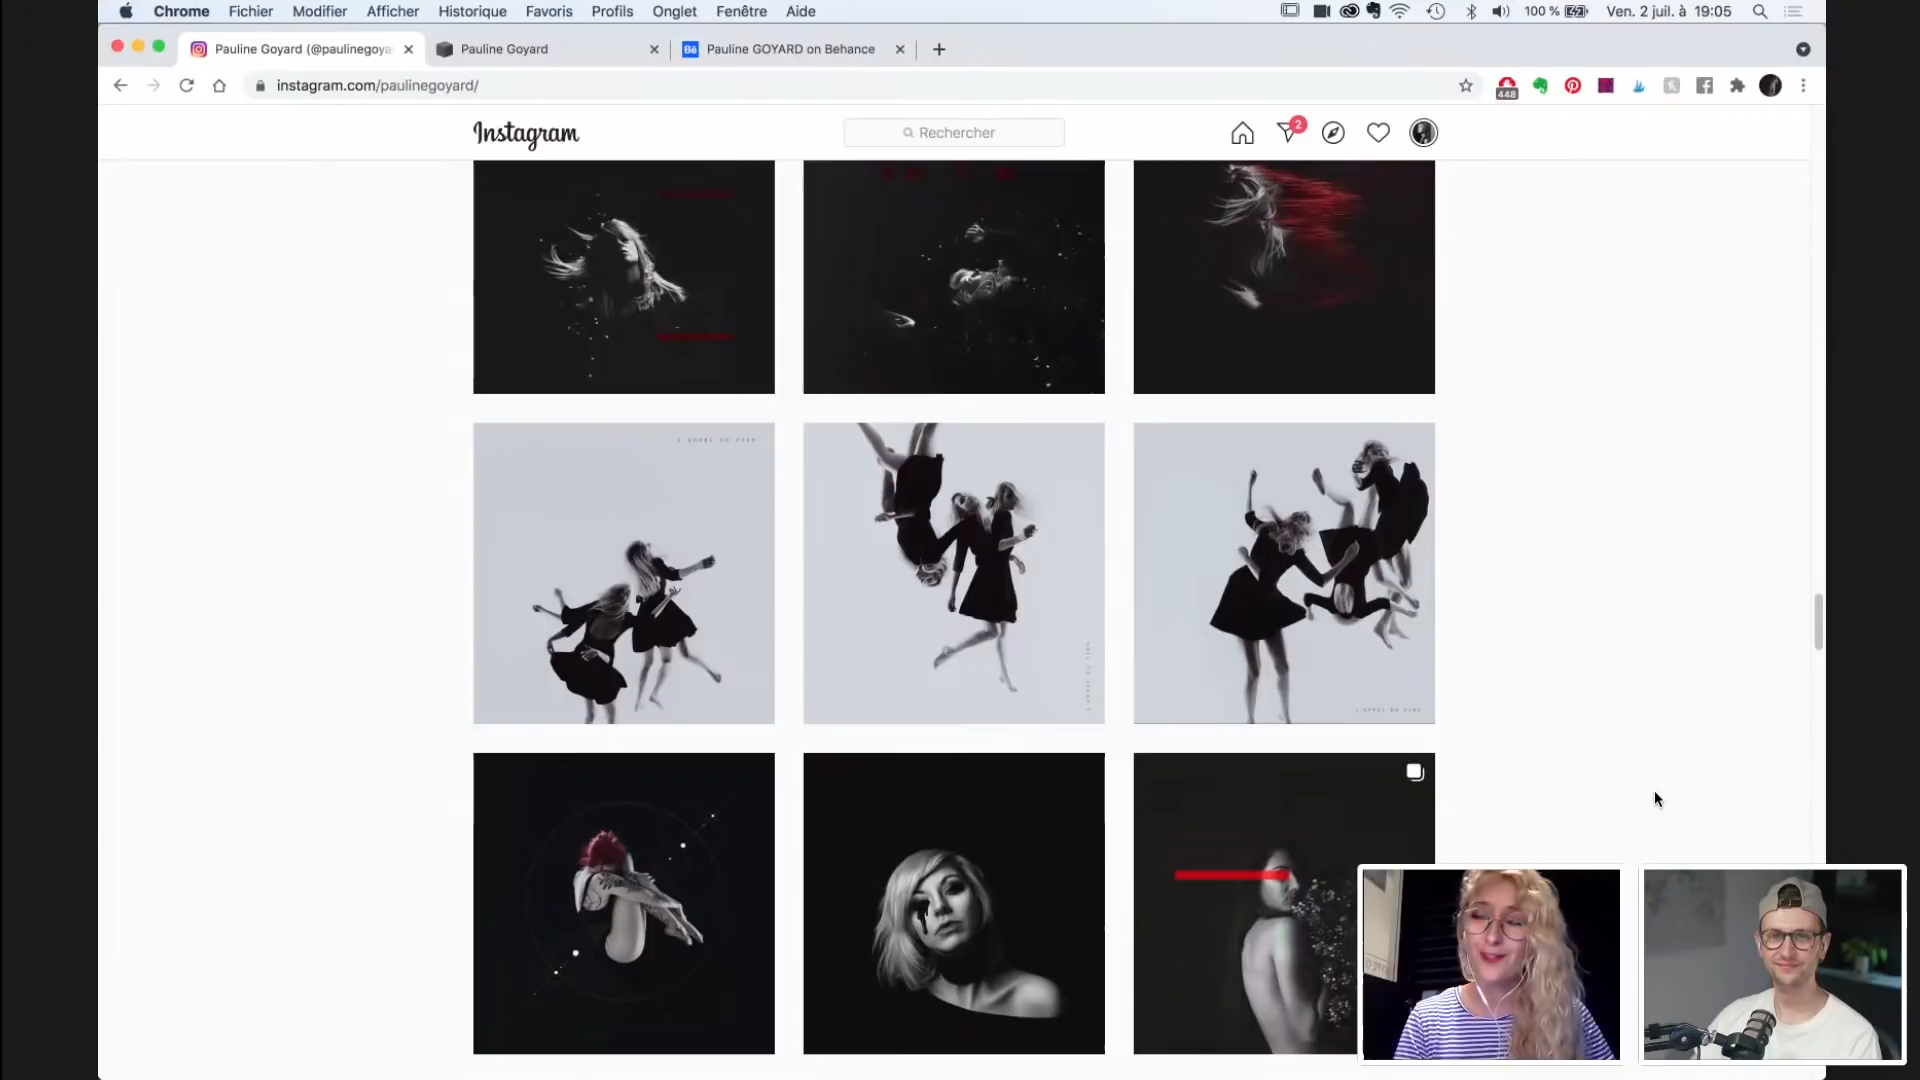 Chrome Fichier Modifier Afficher Historique Favoris Profils Onglet Fenêtre Aide 100 % Ven. 2 juil. à 19:05
Pauline Goyard (@paulinegoya Pauline Goyard Bē Pauline GOYARD on Behance
instagram.com/paulinegoyard/ 448
Instagram Rechercher 2